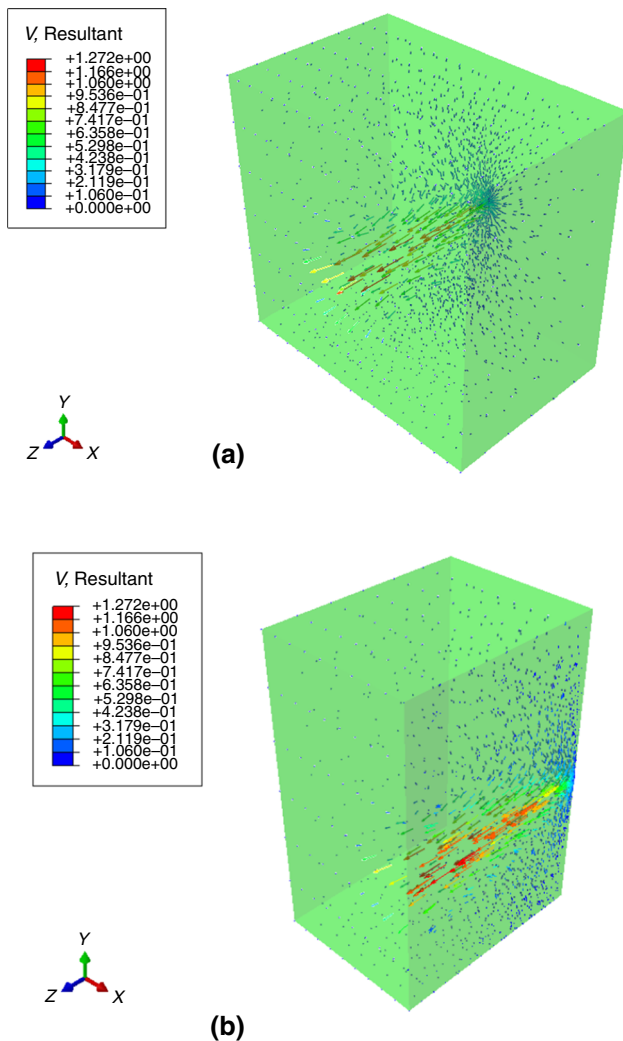 V, Resultant
+1.272e+00
+1.166e+00
+1.060e+00
+9.536e–01
+8.477e–01
+7.417e–01
+6.358e–01
+5.298e–01
+4.238e–01
+3.179e–01
+2.119e–01
+1.060e–01
+0.000e+00
Y
Z
X
(a)
V, Resultant
+1.272e+00
+1.166e+00
+1.060e+00
+9.536e–01
+8.477e–01
+7.417e–01
+6.358e–01
+5.298e–01
+4.238e–01
+3.179e–01
+2.119e–01
+1.060e–01
+0.000e+00
Y
Z
X
(b)